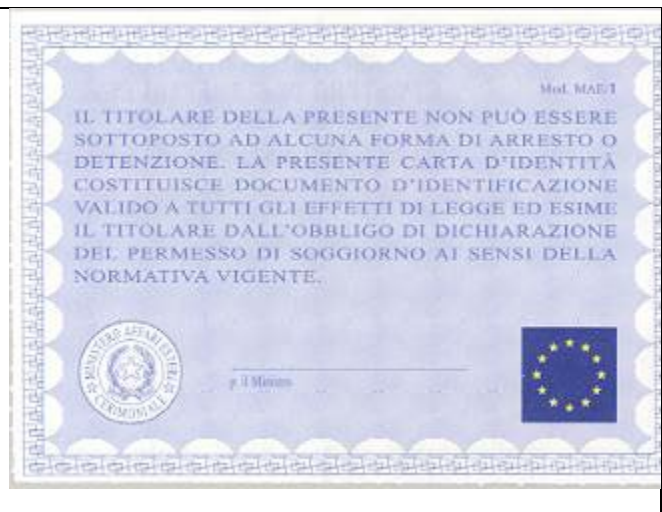 Mod. MAE/1
IL TITOLARE DELLA PRESENTE NON PUÒ ESSERE
SOTTOPOSTO AD ALCUNA FORMA DI ARRESTO O
DETENZIONE. LA PRESENTE CARTA D'IDENTITÀ
COSTITUISCE DOCUMENTO D'IDENTIFICAZIONE
VALIDO A TUTTI GLI EFFETTI DI LEGGE ED ESIME
IL TITOLARE DALL'OBBLIGO DI DICHIARAZIONE
DEL PERMESSO DI SOGGIORNO AI SENSI DELLA
NORMATIVA VIGENTE.
MINISTERO AFFARI ESTERI
CERIMONIALE
p. il Ministro